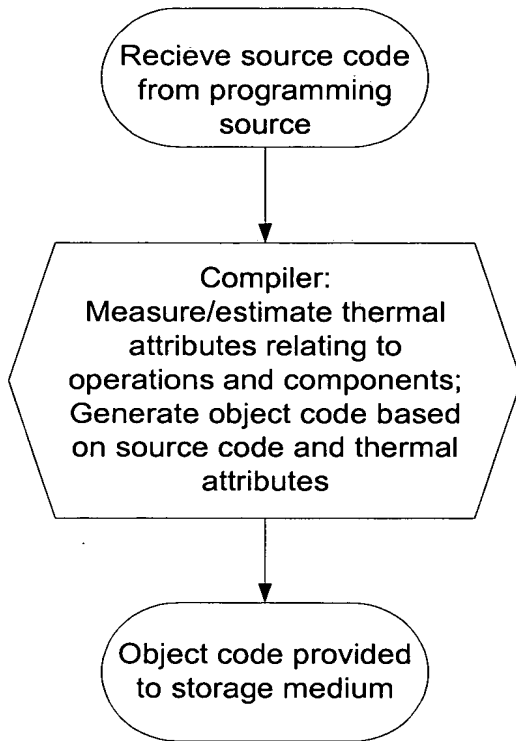 Recieve source code
from programming
source
Compiler:
Measure/estimate thermal
attributes relating to
operations and components;
Generate object code based
on source code and thermal
attributes
Object code provided
to storage medium